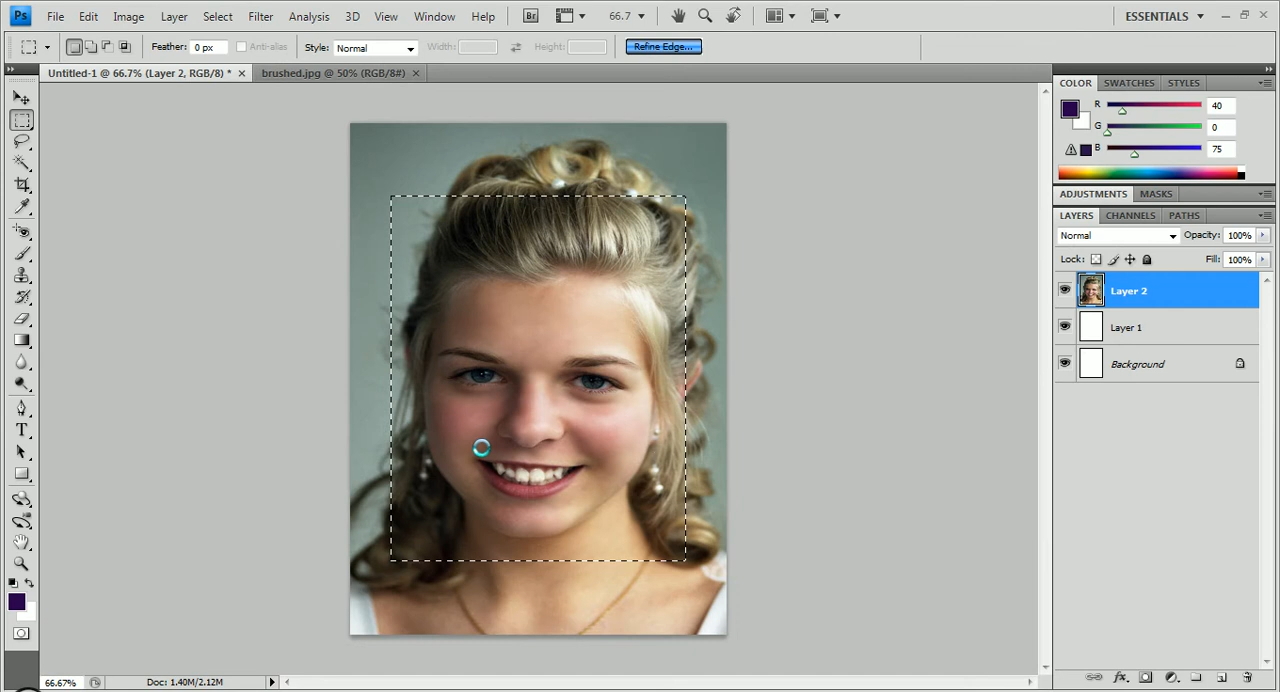 Ps File Edit Image Layer Select Filter Analysis 3D View Window Help Br 66.7 ESSENTIALS
Feather: 0 px Anti-alias Style: Normal Width: Height: Refine Edge...
Untitled-1 @ 66.7% (Layer 2, RGB/8) * brushed.jpg @ 50% (RGB/8#)
COLOR SWATCHES STYLES
R 40
G 0
B 75
ADJUSTMENTS MASKS
LAYERS CHANNELS PATHS
Normal Opacity: 100%
Lock: Fill: 100%
Layer 2
Layer 1
Background
T
66.67% Doc: 1.40M/2.12M
fx